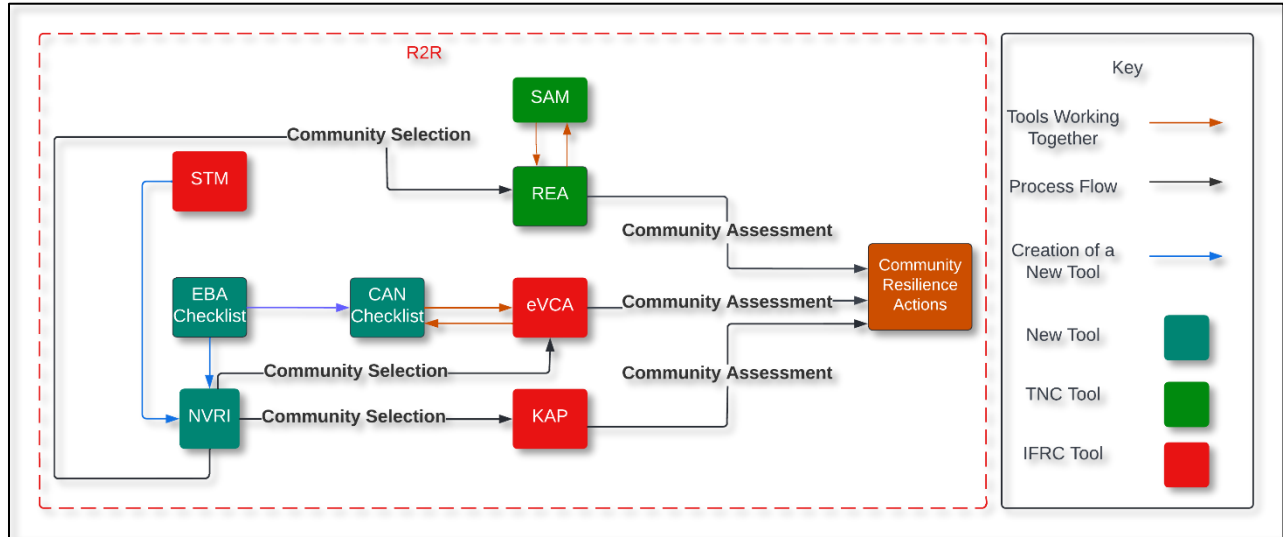 R2R
SAM
Community Selection
STM
REA
Community Assessment
EBA
Checklist
CAN
Checklist
eVCA
Community Assessment
Community
Resilience
Actions
Community Selection
Community Assessment
NVRI
Community Selection
KAP
Key
Tools Working
Together
Process Flow
Creation of a
New Tool
New Tool
TNC Tool
IFRC Tool